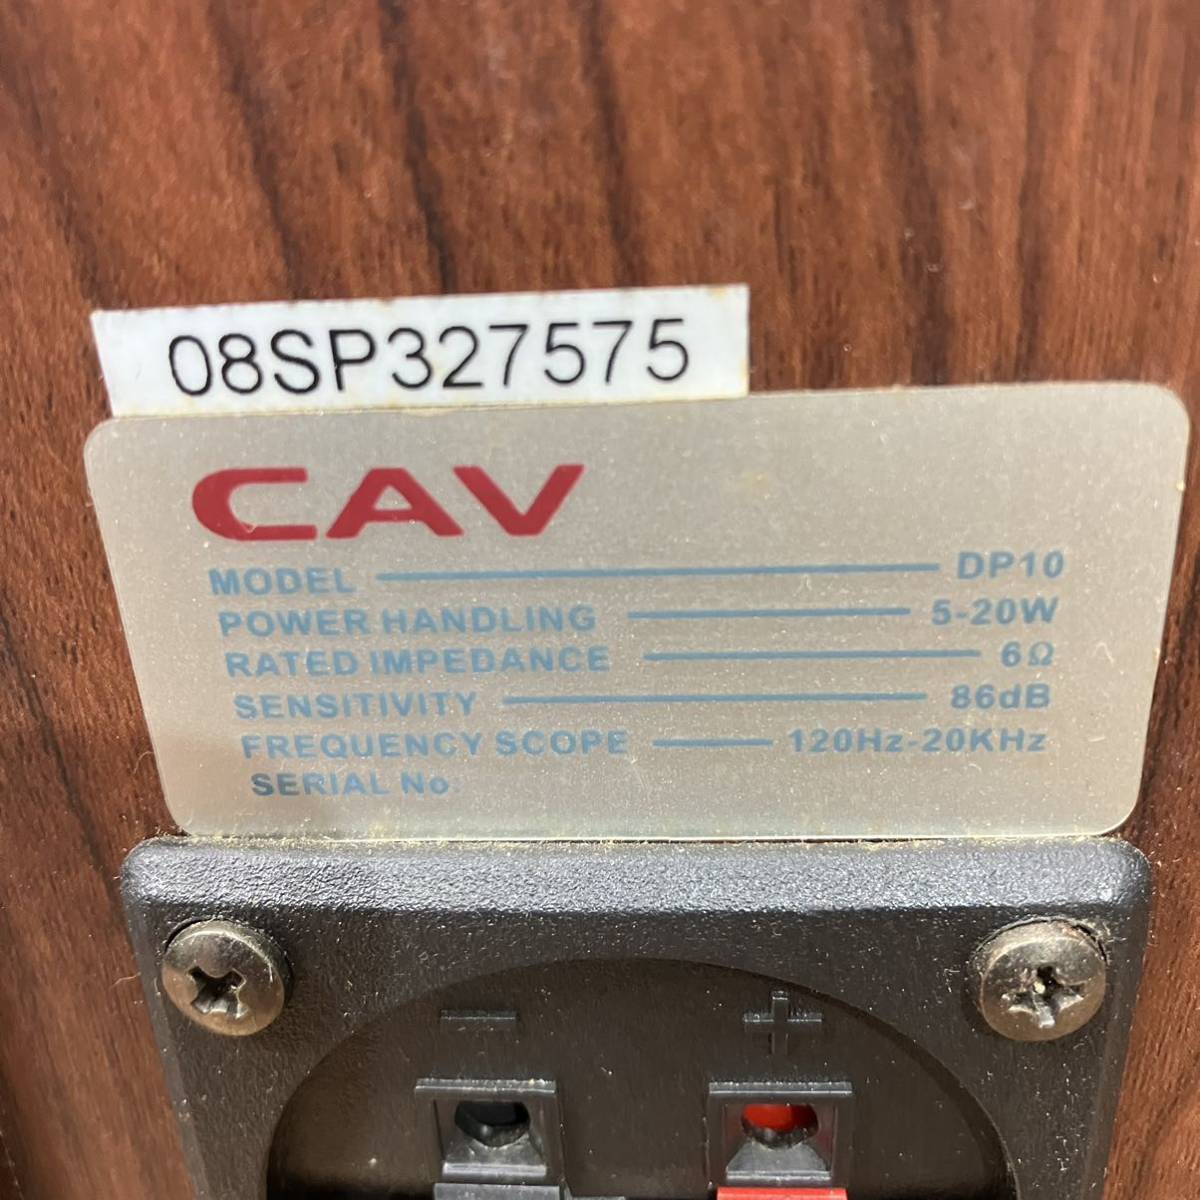 08SP327575
CAV
MODEL DP10
POWER HANDLING 5-20W
RATED IMPEDANCE 6Ω
SENSITIVITY 86dB
FREQUENCY SCOPE 120Hz-20KHz
SERIAL No.
- +